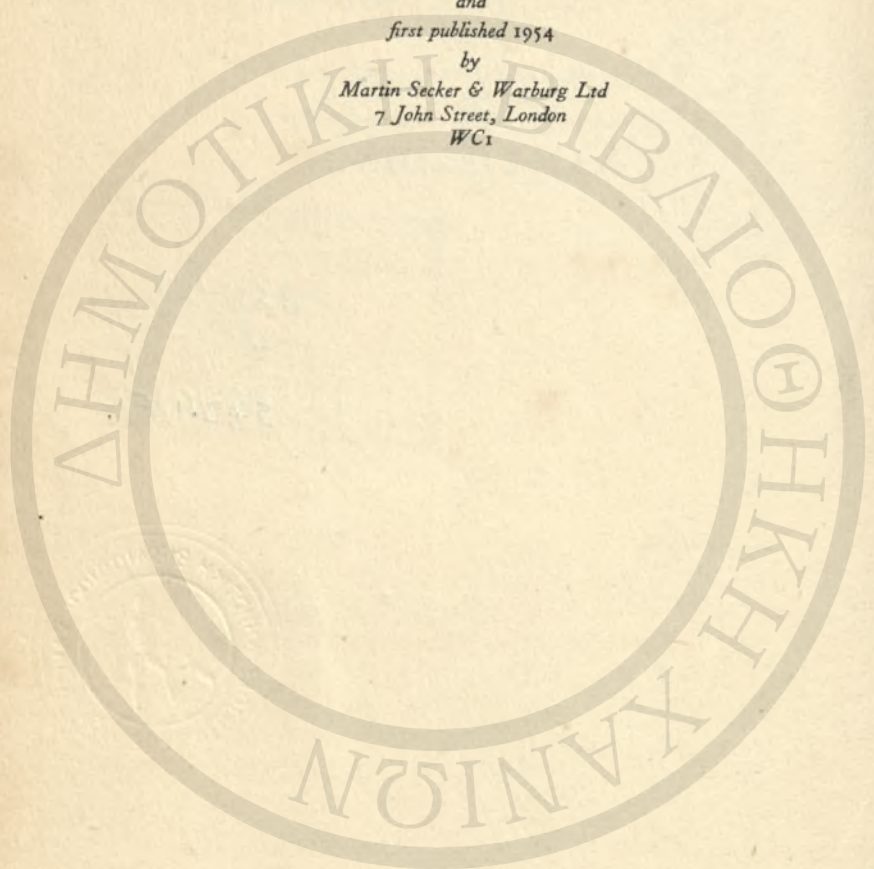 and
first published 1954
by
Martin Secker & Warburg Ltd
7 John Street, London
WC1
ΔΗΜΟΤΙΚΗ ΒΙΒΛΙΟΘΗΚΗ ΧΑΝΙΩΝ